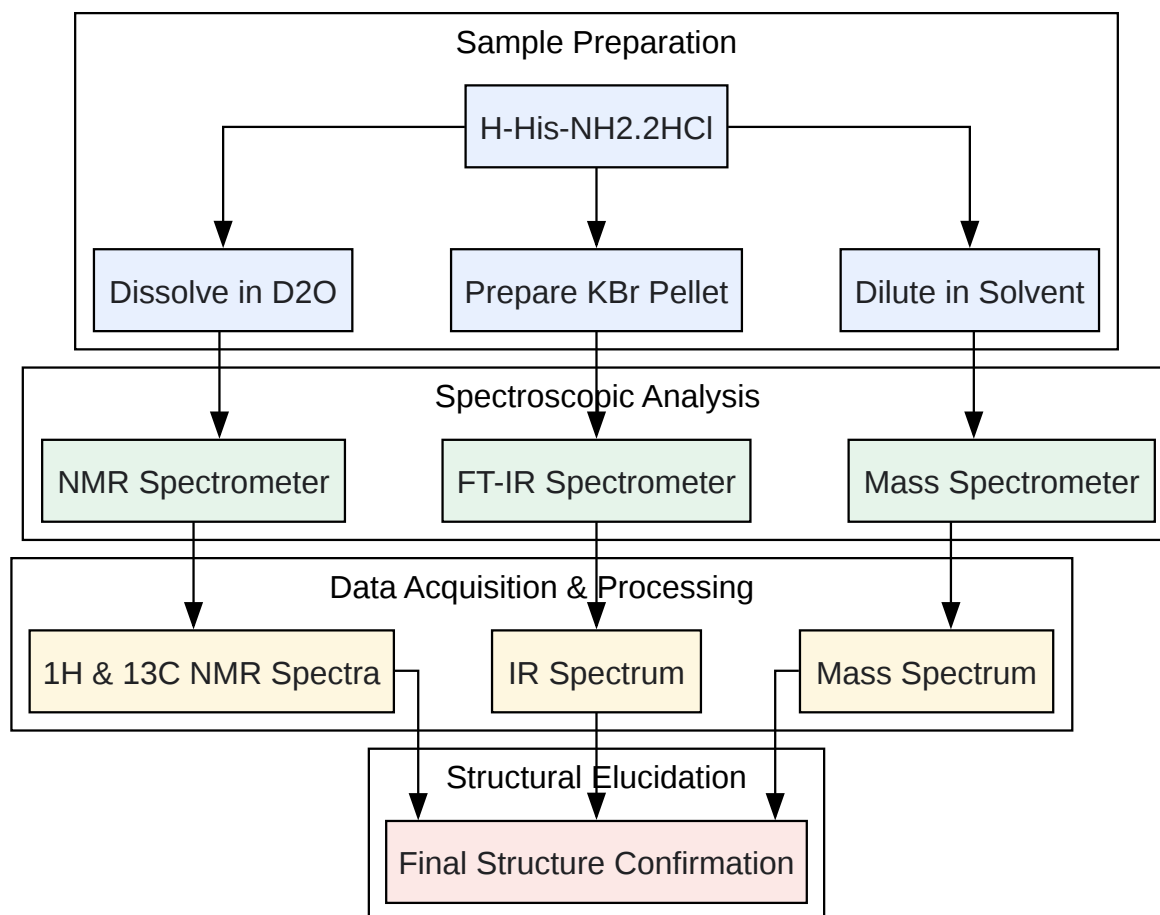 Sample Preparation
H-His-NH2.2HCl
Dissolve in D2O
Prepare KBr Pellet
Dilute in Solvent
Spectroscopic Analysis
NMR Spectrometer
FT-IR Spectrometer
Mass Spectrometer
Data Acquisition & Processing
1H & 13C NMR Spectra
IR Spectrum
Mass Spectrum
Structural Elucidation
Final Structure Confirmation